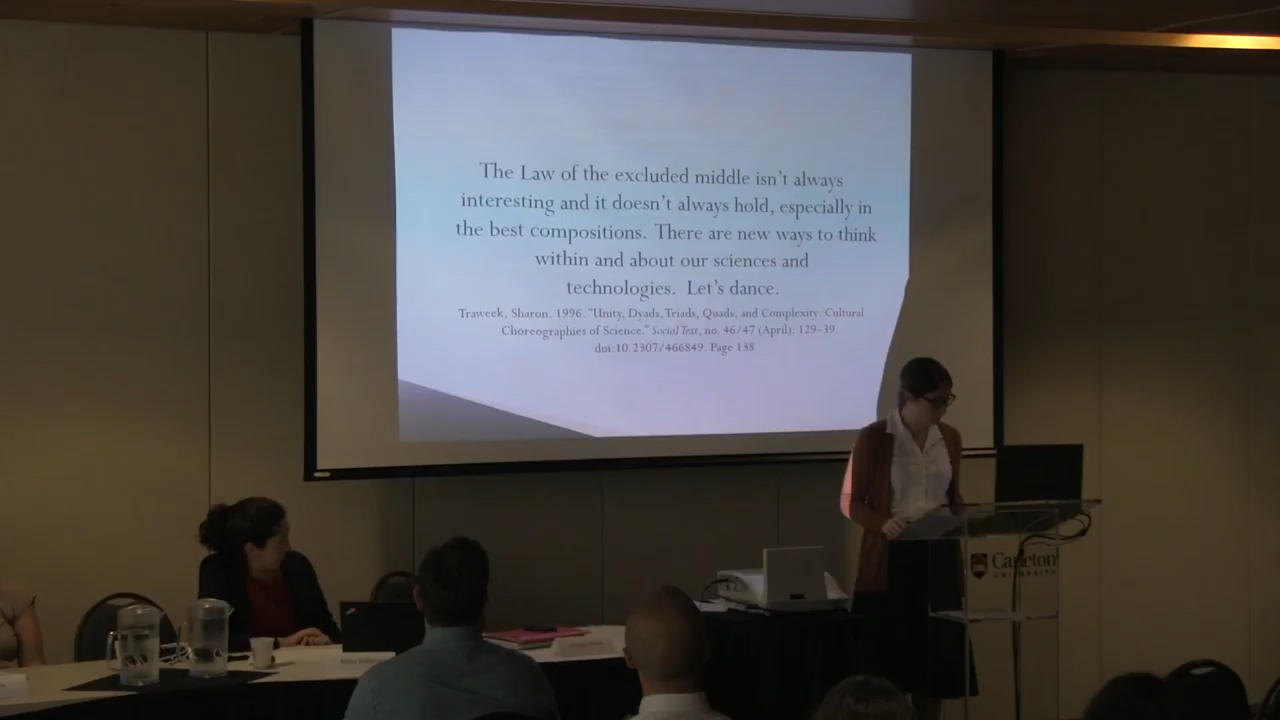 The Law of the excluded middle isn't always
interesting and it doesn't always hold, especially in
the best compositions. There are new ways to think
within and about our sciences and
technologies. Let's dance.
Traweek, Sharon. 1996. "Unity, Dyads, Triads, Quads, and Complexity: Cultural
Choreographies of Science." Social Text, no. 46/47 (April): 129–39.
doi:10.2307/466849. Page 138
Carleton
UNIVERSITY